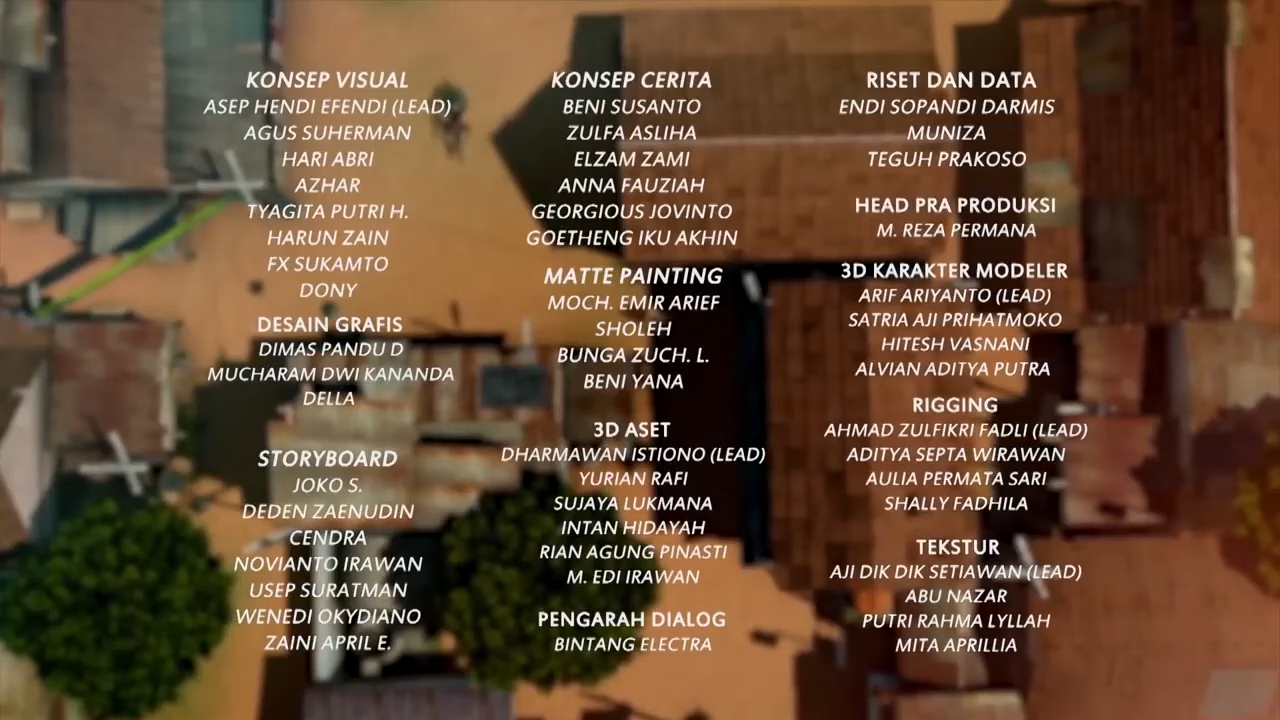 KONSEP VISUAL
ASEP HENDI EFENDI (LEAD)
AGUS SUHERMAN
HARI ABRI
AZHAR
TYAGITA PUTRI H.
HARUN ZAIN
FX SUKAMTO
DONY
DESAIN GRAFIS
DIMAS PANDU D
MUCHARAM DWI KANANDA
DELLA
STORYBOARD
JOKO S.
DEDEN ZAENUDIN
CENDRA
NOVIANTO IRAWAN
USEP SURATMAN
WENEDI OKYDIANO
ZAINI APRIL E.
KONSEP CERITA
BENI SUSANTO
ZULFA ASLIHA
ELZAM ZAMI
ANNA FAUZIAH
GEORGIOUS JOVINTO
GOETHENG IKU AKHIN
MATTE PAINTING
MOCH. EMIR ARIEF
SHOLEH
BUNGA ZUCH. L.
BENI YANA
3D ASET
DHARMAWAN ISTIONO (LEAD)
YURIAN RAFI
SUJAYA LUKMANA
INTAN HIDAYAH
RIAN AGUNG PINASTI
M. EDI IRAWAN
PENGARAH DIALOG
BINTANG ELECTRA
RISET DAN DATA
ENDI SOPANDI DARMIS
MUNIZA
TEGUH PRAKOSO
HEAD PRA PRODUKSI
M. REZA PERMANA
3D KARAKTER MODELER
ARIF ARIYANTO (LEAD)
SATRIA AJI PRIHATMOKO
HITESH VASNANI
ALVIAN ADITYA PUTRA
RIGGING
AHMAD ZULFIKRI FADLI (LEAD)
ADITYA SEPTA WIRAWAN
AULIA PERMATA SARI
SHALLY FADHILA
TEKSTUR
AJI DIK DIK SETIAWAN (LEAD)
ABU NAZAR
PUTRI RAHMA LYLLAH
MITA APRILLIA